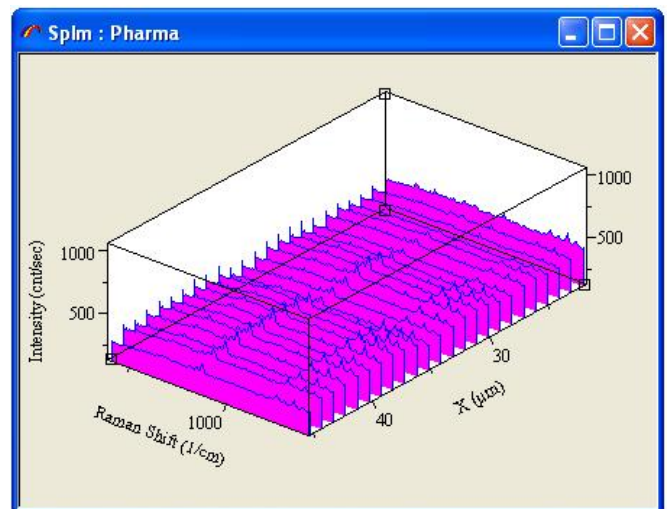 Splm : Pharma
1000
500
Intensity (cnt/sec)
1000
500
1000
Raman Shift (1/cm)
40
30
X (µm)